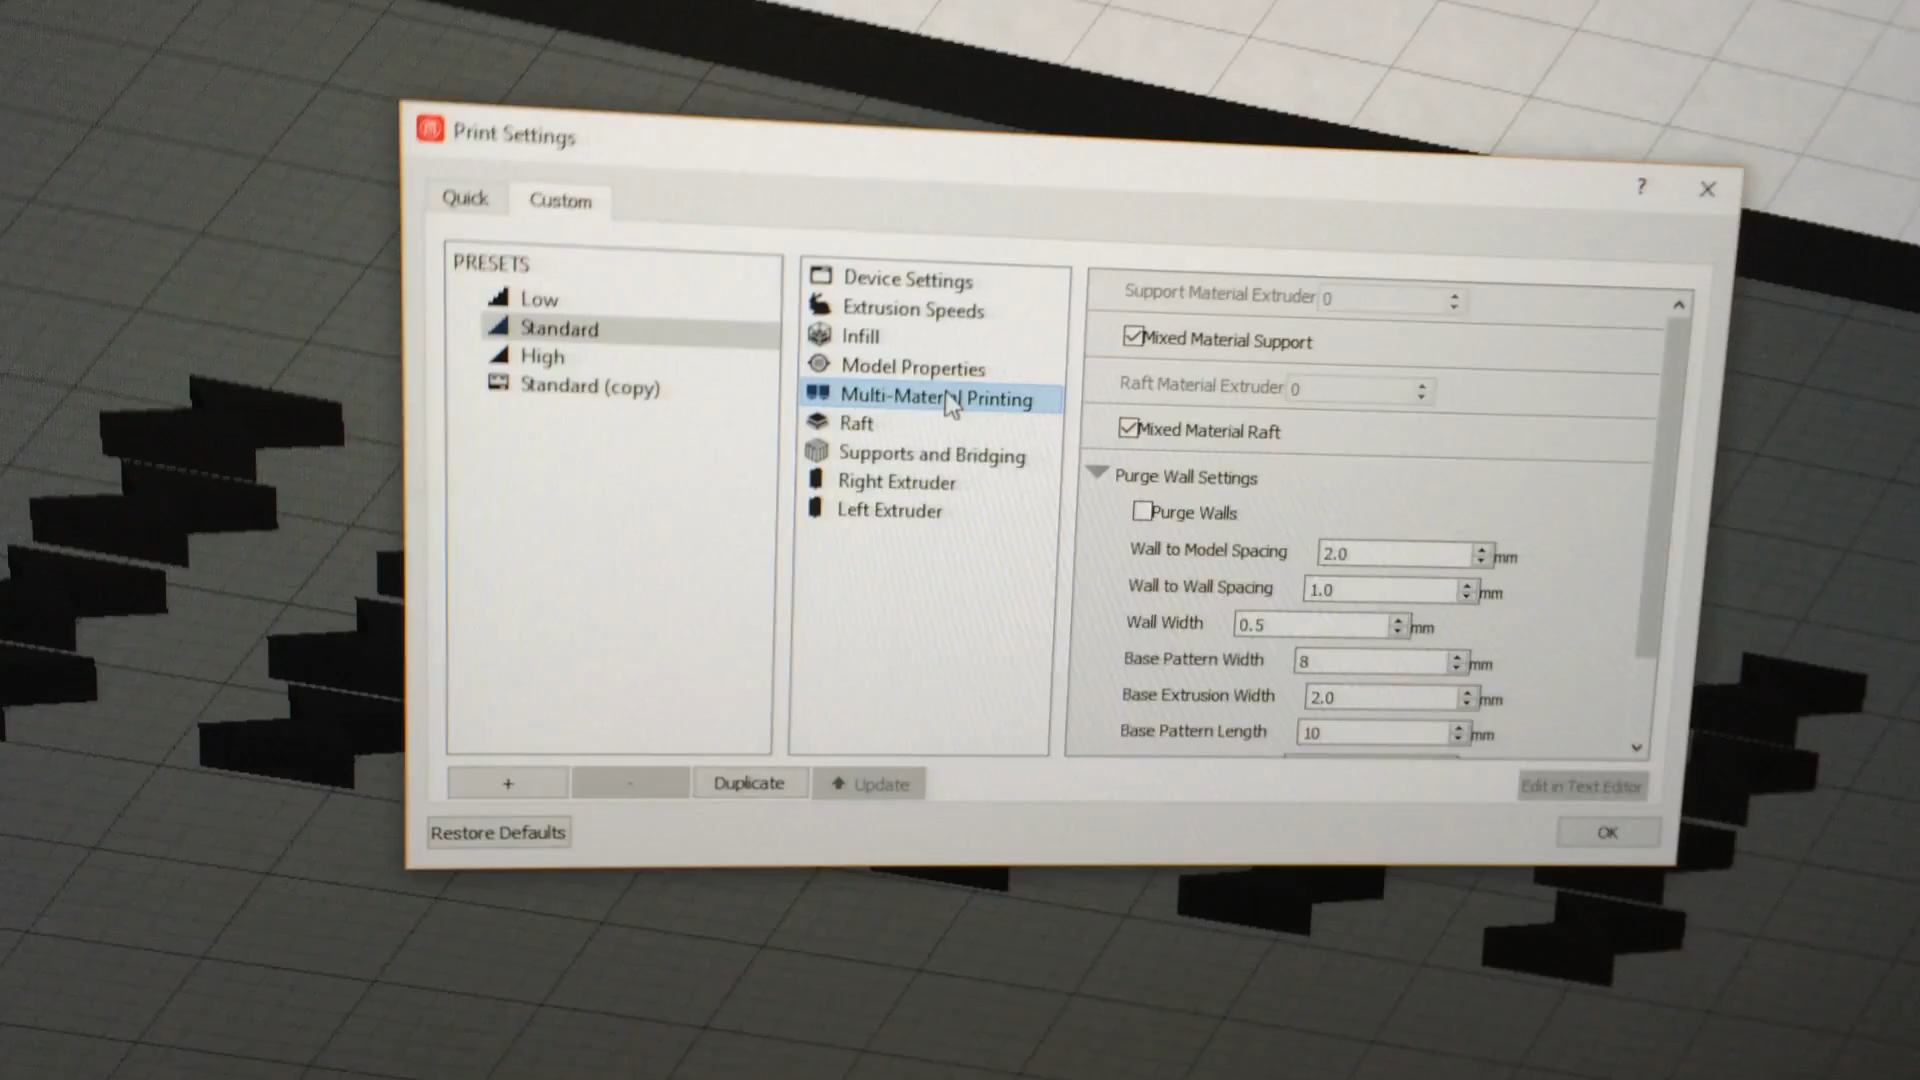 Print Settings
?
Quick
Custom
PRESETS
Low
Standard
High
Standard (copy)
Device Settings
Extrusion Speeds
Infill
Model Properties
Multi-Material Printing
Raft
Supports and Bridging
Right Extruder
Left Extruder
Support Material Extruder 0
Mixed Material Support
Raft Material Extruder 0
Mixed Material Raft
Purge Wall Settings
Purge Walls
Wall to Model Spacing 2.0 mm
Wall to Wall Spacing 1.0 mm
Wall Width 0.5 mm
Base Pattern Width 8 mm
Base Extrusion Width 2.0 mm
Base Pattern Length 10 mm
+ - Duplicate Update
Edit in Text Editor
Restore Defaults
OK